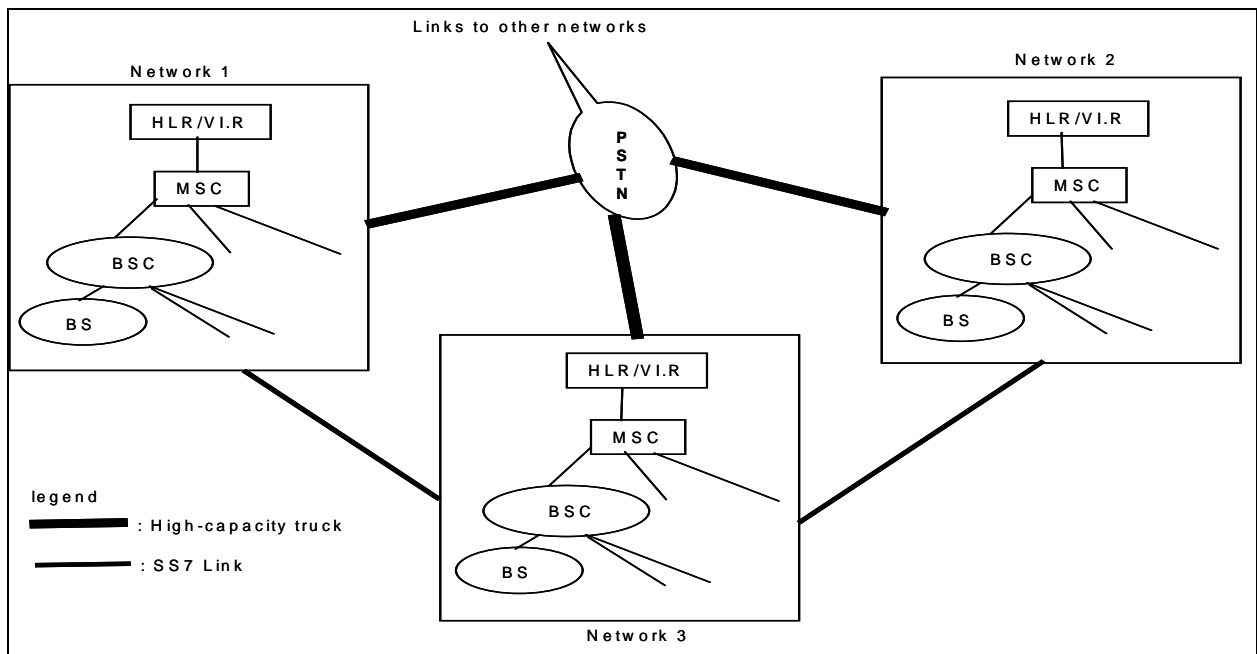 Links to other networks
Network 1
Network 2
HLR/VI.R
MSC
BSC
BS
PSTN
HLR/VI.R
MSC
BSC
BS
HLR/VI.R
MSC
BSC
BS
legend
: High-capacity truck
: SS7 Link
Network 3